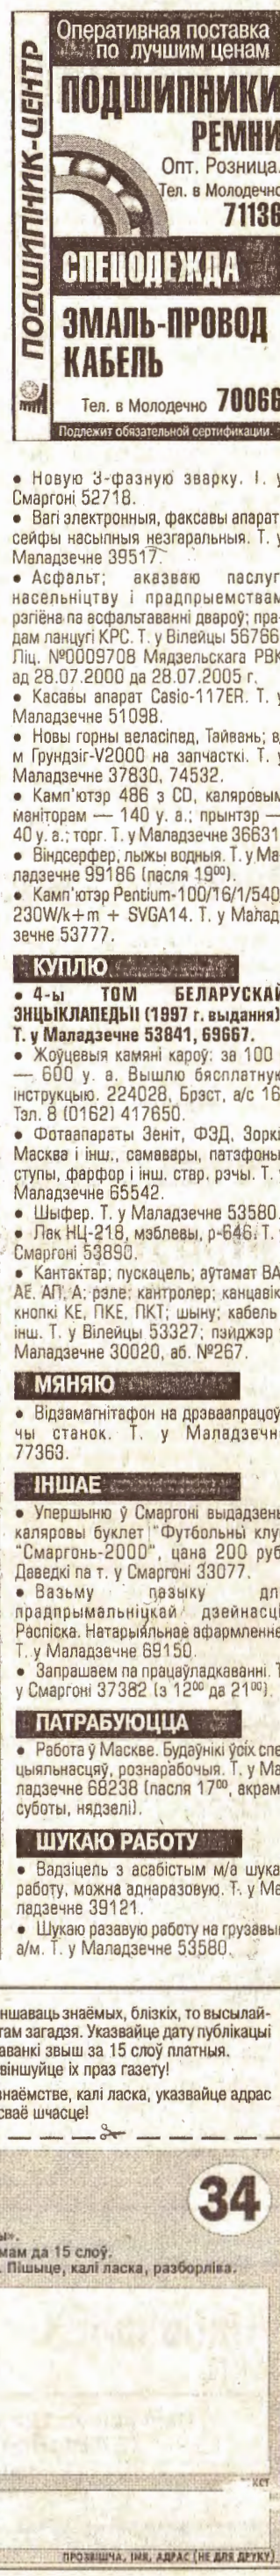 ПОДШИПНИК-ЦЕНТР
Оперативная поставка
по лучшим ценам
ПОДШИПНИКИ
РЕМНИ
Опт. Розница.
Тел. в Молодечно
71136
СПЕЦОДЕЖДА
ЭМАЛЬ-ПРОВОД
КАБЕЛЬ
Тел. в Молодечно 70066
Подлежит обязательной сертификации.
• Новую 3-фазную зварку. Т. у
Смаргоні 52718.
• Вагі электронныя, факсавы апарат,
сейфы насыпныя незгаральныя. Т. у
Маладзечне 39517.
• Асфальт; аказваю паслугі
насельніцтву і прадпрыемствам
рэгіёна па асфальтаванні двароў; пра-
дам ланцугі КРС. Т. у Вілейцы 56766.
Ліц. №0009708 Мядзельскага РВК
ад 28.07.2000 да 28.07.2005 г.
• Касавы апарат Casio-117ER. Т. у
Маладзечне 51098.
• Новы горны веласіпед, Тайвань; в/
м Грундзіг-V2000 на запчасткі. Т. у
Маладзечне 37830, 74532.
• Камп'ютэр 486 з CD, каляровым
маніторам — 140 у. а.; прынтэр —
40 у. а.; торг. Т. у Маладзечне 36631.
• Віндсерфер, лыжы водныя. Т. у Ма-
ладзечне 99186 (пасля 19⁰⁰).
• Камп'ютэр Pentium-100/16/1/540/
230W/k+m + SVGA14. Т. у Малад-
зечне 53777.
КУПЛЮ
• 4-ы ТОМ БЕЛАРУСКАЙ
ЭНЦЫКЛАПЕДЫІ (1997 г. выдання).
Т. у Маладзечне 53841, 69667.
• Жоўцевыя камяні кароў: за 100
— 600 у. а. Вышлю бясплатную
інструкцыю. 224028, Брэст, а/с 16
Тэл. 8 (0162) 417650.
• Фотаапараты Зеніт, ФЭД, Зоркі,
Масква і інш., самавары, патэфоны,
ступы, фарфор і інш. стар. рэчы. Т. у
Маладзечне 65542.
• Шыфер. Т. у Маладзечне 53580.
• Лак НЦ-218, мэблевы, р-646. Т. у
Смаргоні 53890.
• Кантактар; пускацель; аўтамат ВА,
АЕ, АП, А; рэле; кантролер; канцавік;
кнопкі КЕ, ПКЕ, ПКТ; шыну; кабель
інш. Т. у Вілейцы 53327; пэйджэр
Маладзечне 30020, аб. №267.
МЯНЯЮ
• Відэамагнітафон на дрэваапрацоў-
чы станок. Т. у Маладзечне
77363.
ІНШАЕ
• Упершыню ў Смаргоні выдадзены
каляровы буклет "Футбольны клуб
"Смаргонь-2000", цана 200 руб.
Даведкі па т. у Смаргоні 33077.
• Вазьму пазыку для
прадпрымальніцкай дзейнасці.
Распіска. Натарыяльнае афармленне.
Т. у Маладзечне 69150.
• Запрашаем па працаўладкаванні. Т.
у Смаргоні 37382 (з 12⁰⁰ да 21⁰⁰).
ПАТРАБУЮЦЦА
• Работа ў Маскве. Будаўнікі ўсіх спе-
цыяльнасцяў, рознарабочыя. Т. у Ма-
ладзечне 68238 (пасля 17⁰⁰, акрамя
суботы, нядзелі).
ШУКАЮ РАБОТУ
• Вадзіцель з асабістым м/а шукае
работу, можна аднаразовую. Т. у Ма-
ладзечне 39121.
• Шукаю разавую работу на грузавым
а/м. Т. у Маладзечне 53580.
ншаваць знаёмых, блізкіх, то высылай-
там загадзя. Указвайце дату публікацыі
аванкі звыш за 15 слоў платныя.
віншуйце іх праз газету!
наёмстве, калі ласка, указвайце адрас
сваё шчасце!
34
ы».
мам да 15 слоў.
. Пішыце, калі ласка, разборліва.
кст
ПРОЗВІШЧА, ІМЯ, АДРАС (НЕ ДЛЯ ДРУКУ)